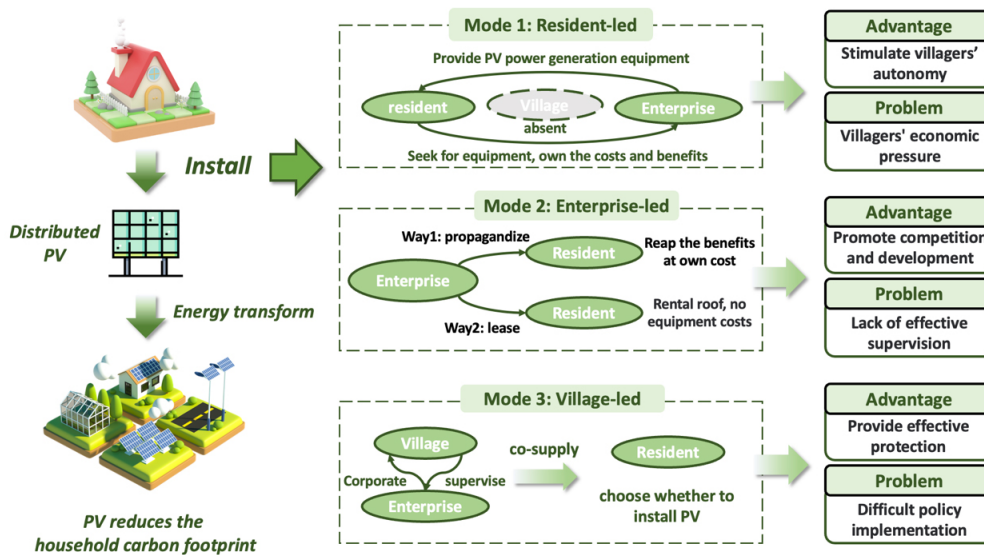 Install
Distributed
PV
Energy transform
PV reduces the
household carbon footprint
Mode 1: Resident-led
Provide PV power generation equipment
resident
Village
Enterprise
absent
Seek for equipment, own the costs and benefits
Advantage
Stimulate villagers’
autonomy
Problem
Villagers' economic
pressure
Mode 2: Enterprise-led
Way1: propagandize
Resident
Reap the benefits
at own cost
Enterprise
Way2: lease
Resident
Rental roof, no
equipment costs
Advantage
Promote competition
and development
Problem
Lack of effective
supervision
Mode 3: Village-led
Village
Corporate
supervise
Enterprise
co-supply
Resident
choose whether to
install PV
Advantage
Provide effective
protection
Problem
Difficult policy
implementation